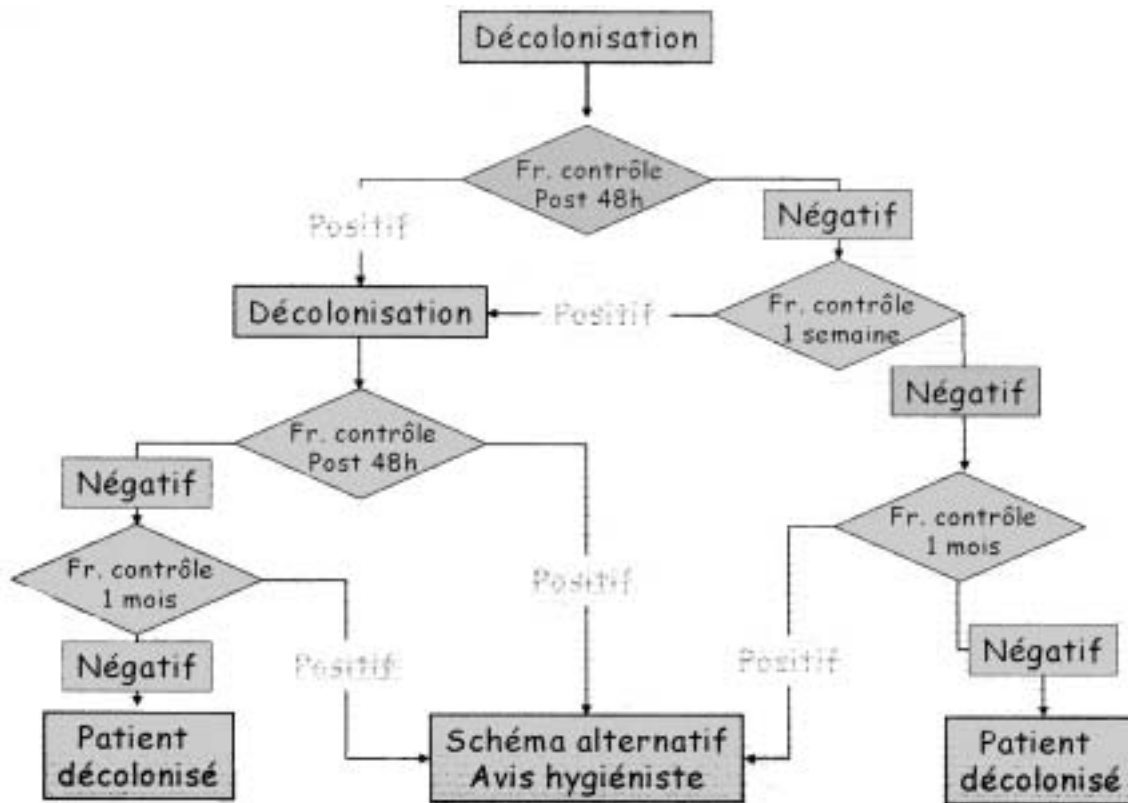 Décolonisation
Fr. contrôle
Post 48h
Positif
Négatif
Décolonisation
Positif
Fr. contrôle
1 semaine
Négatif
Fr. contrôle
Post 48h
Négatif
Fr. contrôle
1 mois
Fr. contrôle
1 mois
Positif
Négatif
Positif
Positif
Négatif
Patient
décolonisé
Schéma alternatif
Avis hygiéniste
Patient
décolonisé